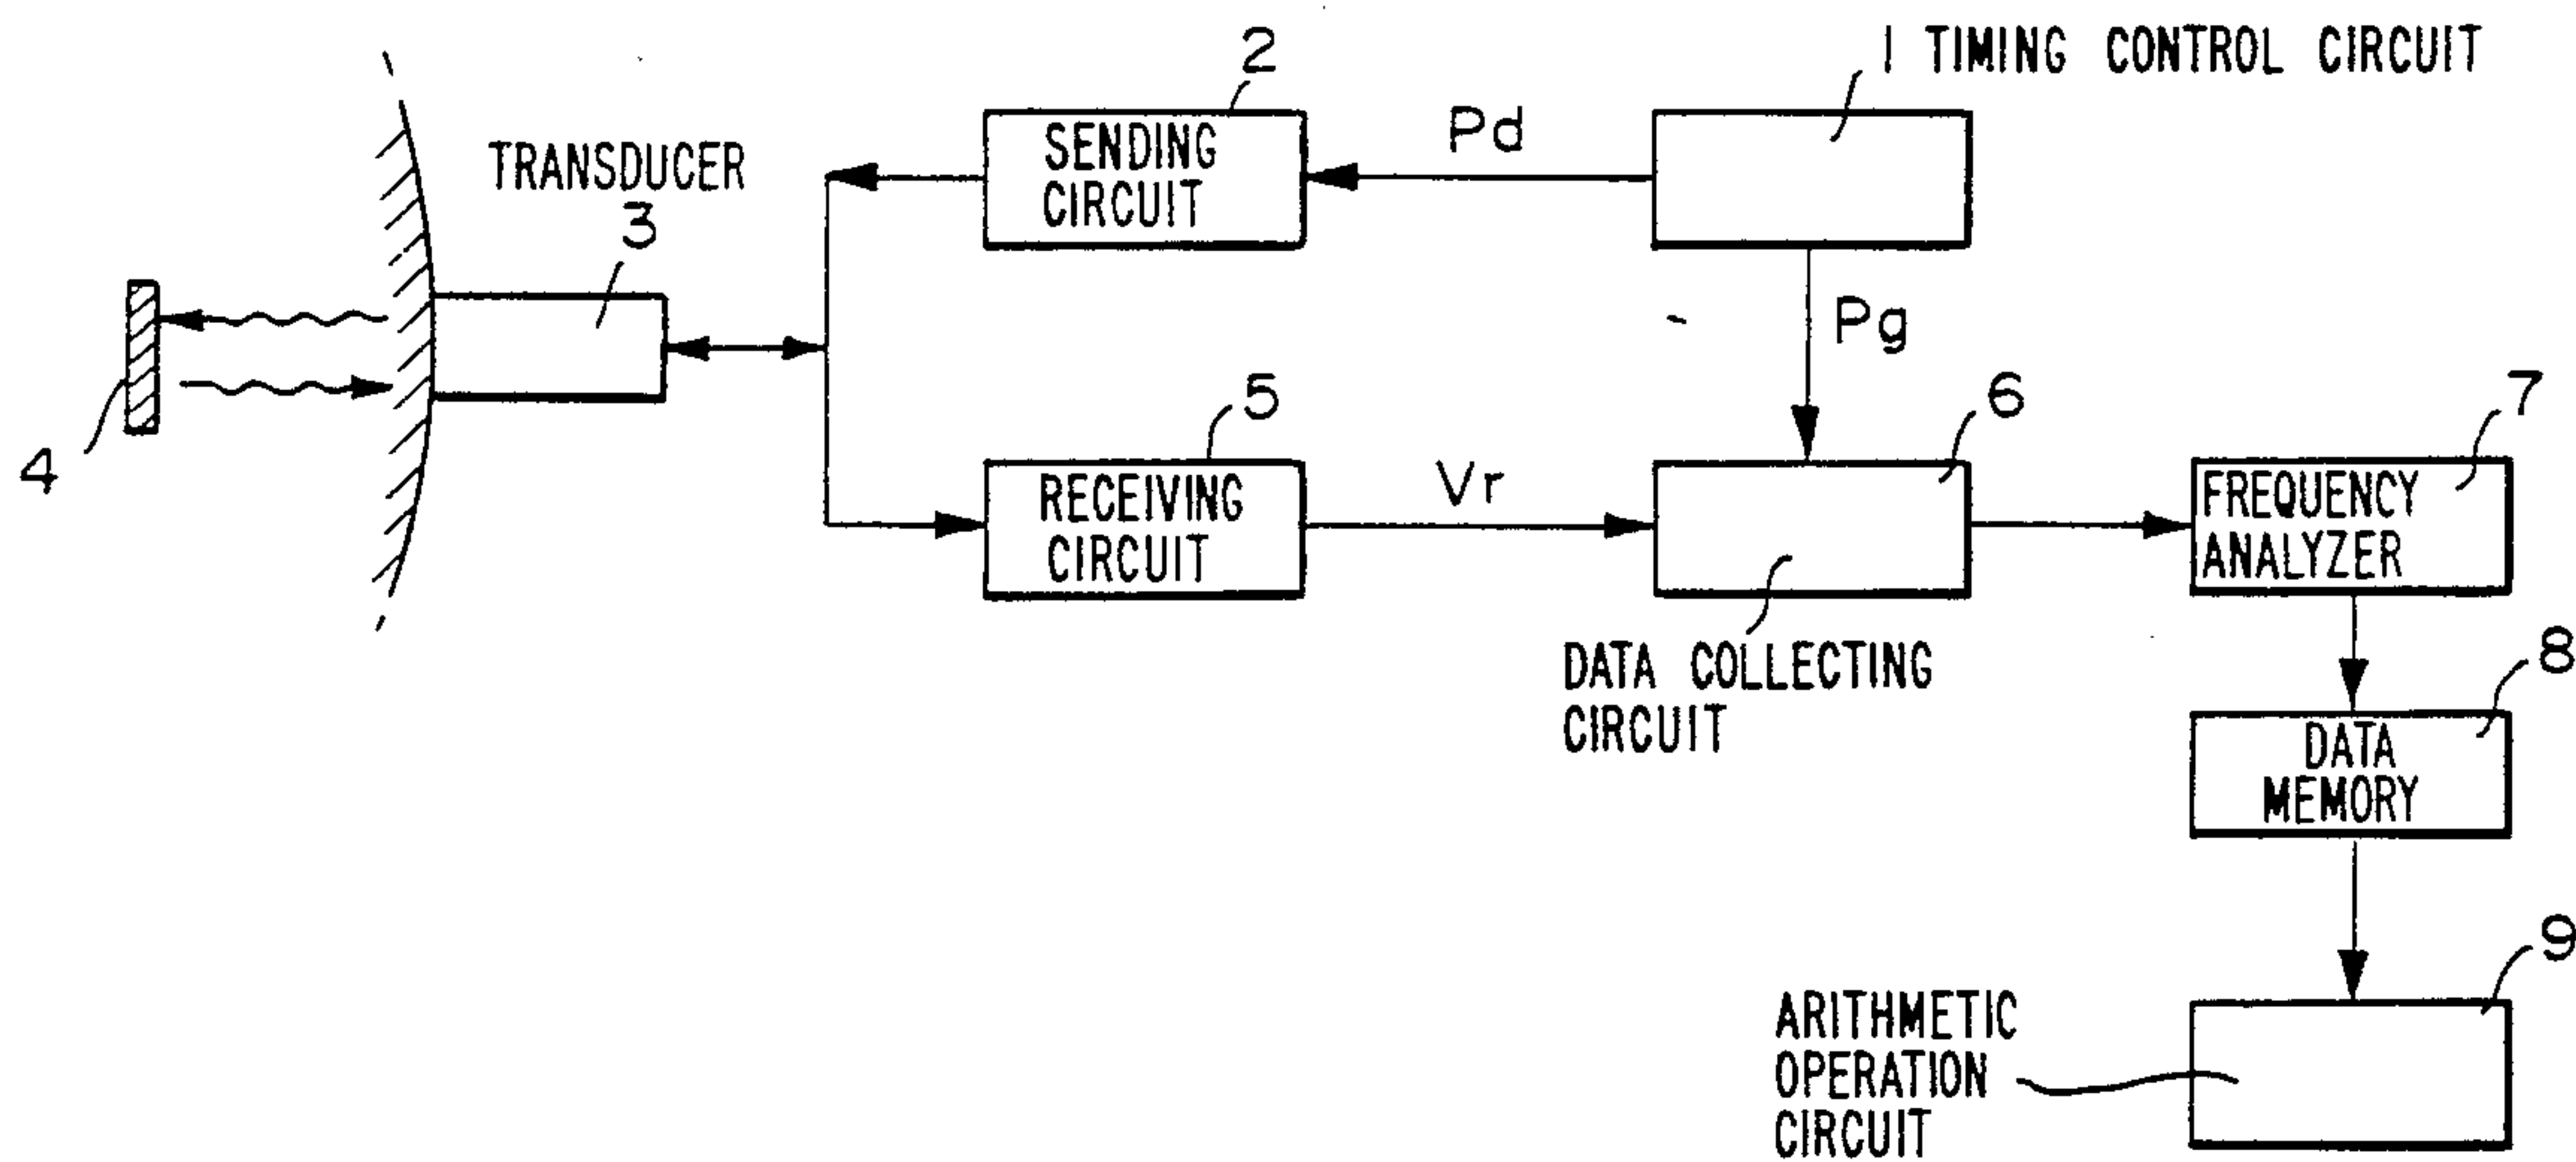 2
1 TIMING CONTROL CIRCUIT
SENDING
CIRCUIT
Pd
TRANSDUCER
3
Pg
4
5
RECEIVING
CIRCUIT
Vr
6
7
FREQUENCY
ANALYZER
DATA COLLECTING
CIRCUIT
8
DATA
MEMORY
9
ARITHMETIC
OPERATION
CIRCUIT